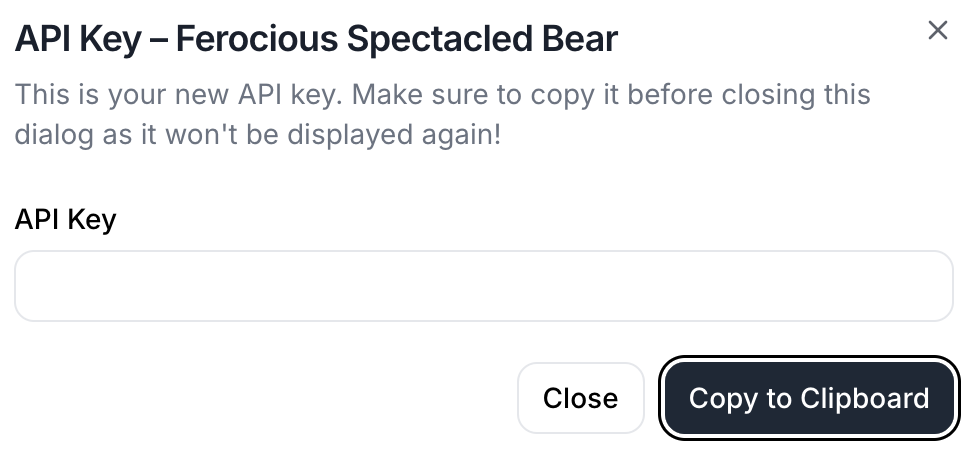 API Key – Ferocious Spectacled Bear
This is your new API key. Make sure to copy it before closing this
dialog as it won't be displayed again!
API Key
Close
Copy to Clipboard